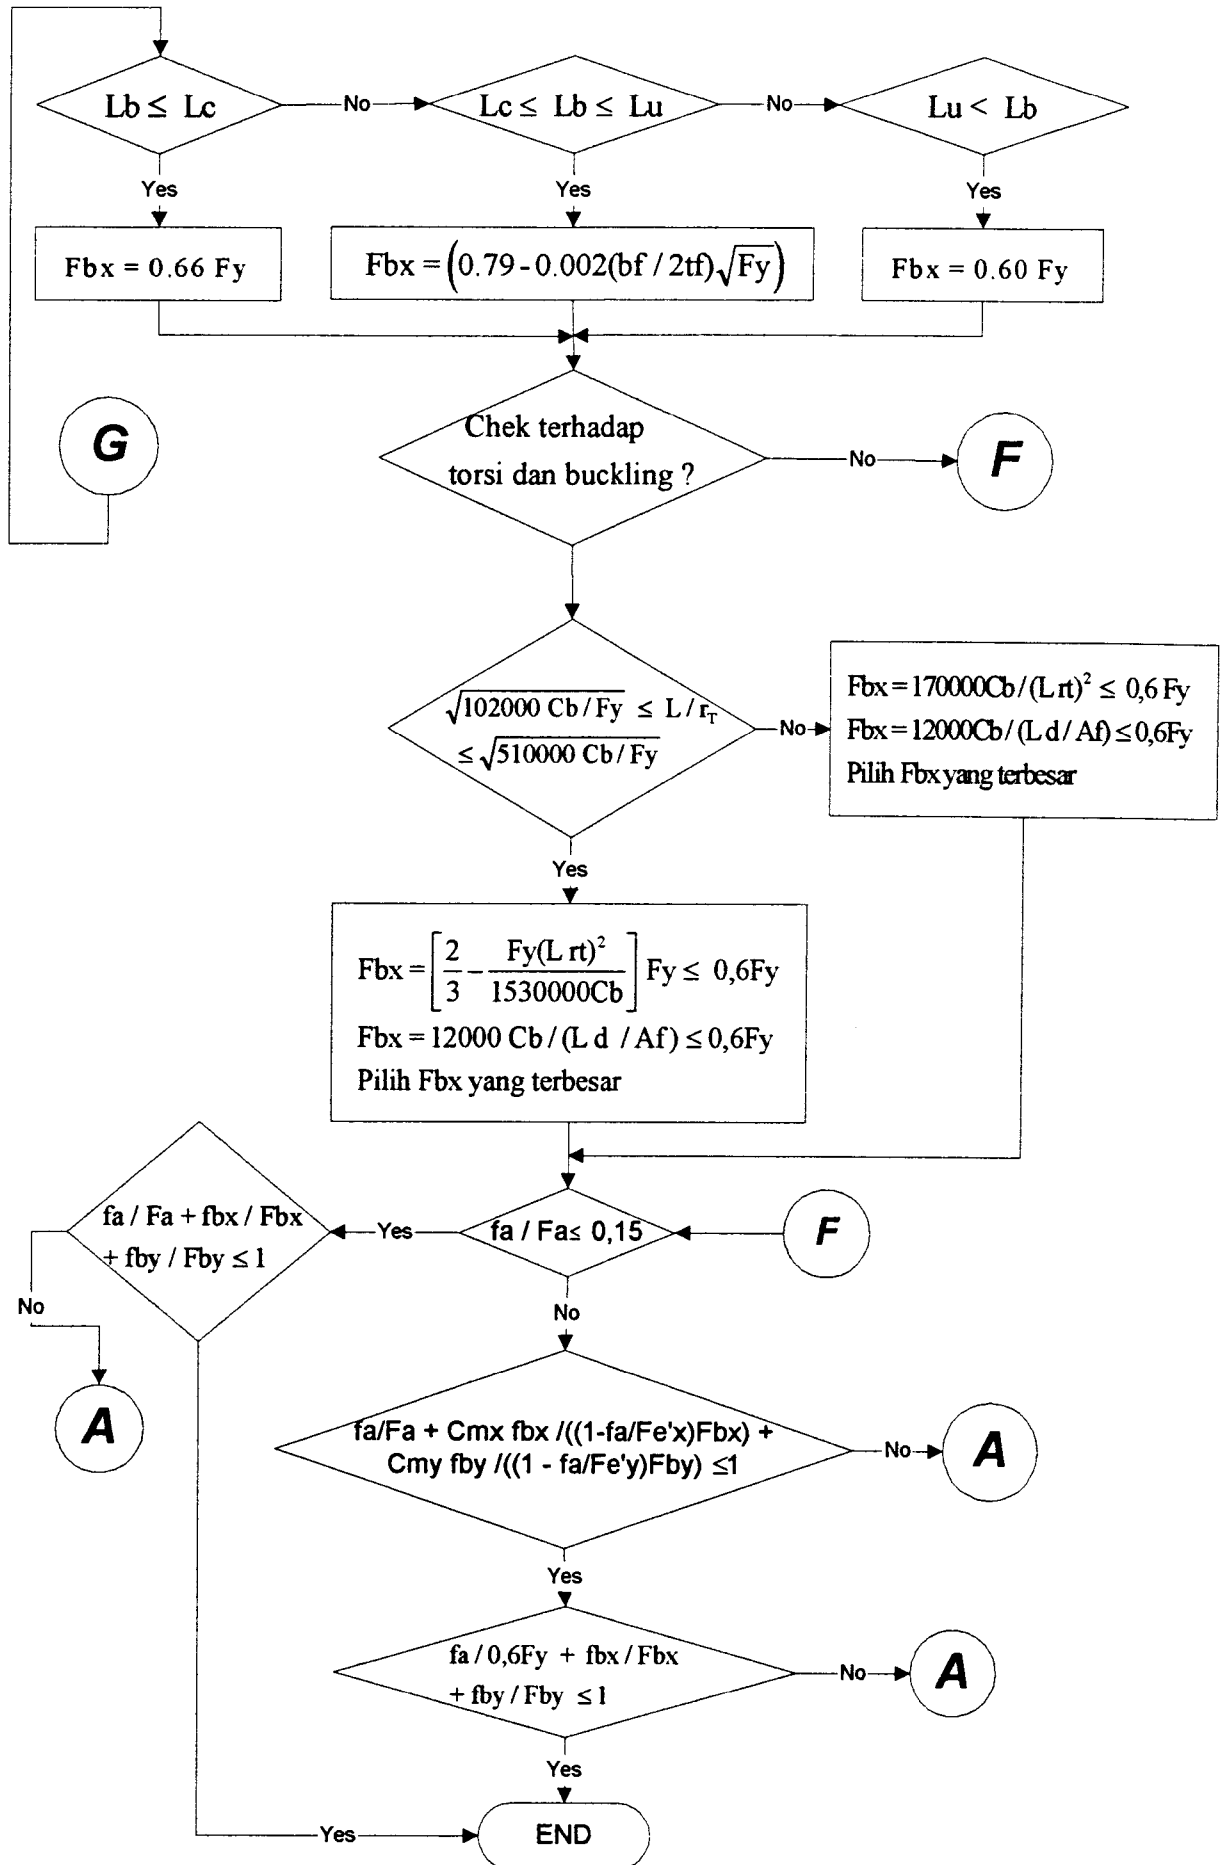 Lb ≤ Lc
No
Lc ≤ Lb ≤ Lu
No
Lu < Lb
Yes
Yes
Yes
Fbx = 0.66 Fy
Fbx = (0.79 - 0.002(bf / 2tf)√Fy)
Fbx = 0.60 Fy
G
Chek terhadap
torsi dan buckling ?
No
F
√102000 Cb / Fy ≤ L / r_T
≤ √510000 Cb / Fy
No
Fbx = 170000Cb / (L rt)² ≤ 0,6 Fy
Fbx = 12000Cb / (L d / Af) ≤ 0,6Fy
Pilih Fbx yang terbesar
Yes
Fbx = [2/3 - Fy(L rt)²/1530000Cb] Fy ≤ 0,6Fy
Fbx = 12000 Cb / (L d / Af) ≤ 0,6Fy
Pilih Fbx yang terbesar
fa / Fa + fbx / Fbx
+ fby / Fby ≤ 1
Yes
fa / Fa≤ 0,15
F
No
No
A
fa/Fa + Cmx fbx /((1-fa/Fe'x)Fbx) +
Cmy fby /((1 - fa/Fe'y)Fby) ≤1
No
A
Yes
fa / 0,6Fy + fbx / Fbx
+ fby / Fby ≤ 1
No
A
Yes
Yes
END